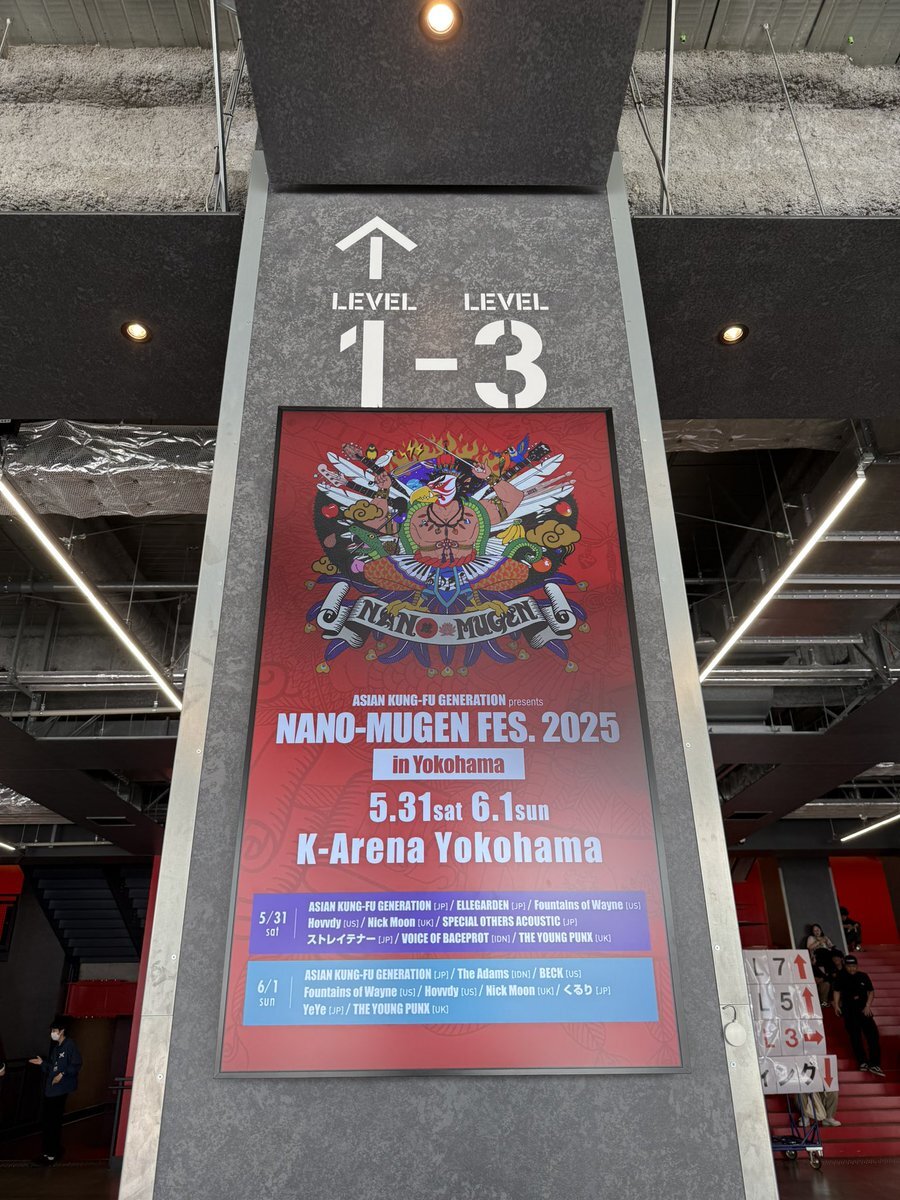 LEVEL LEVEL
1-3
NANO MUGEN
ASIAN KUNG-FU GENERATION presents
NANO-MUGEN FES. 2025
in Yokohama
5.31sat 6.1sun
K-Arena Yokohama
5/31
sat
ASIAN KUNG-FU GENERATION [JP] / ELLEGARDEN [JP] / Fountains of Wayne [US]
Hovvdy [US] / Nick Moon [UK] / SPECIAL OTHERS ACOUSTIC [JP]
ストレイテナー [JP] / VOICE OF BACEPROT [IDN] / THE YOUNG PUNX [UK]
6/1
sun
ASIAN KUNG-FU GENERATION [JP] / The Adams [IDN] / BECK [US]
Fountains of Wayne [US] / Hovvdy [US] / Nick Moon [UK] / くるり [JP]
YeYe [JP] / THE YOUNG PUNX [UK]
L7↑
L5↑
L3→
ィング↓